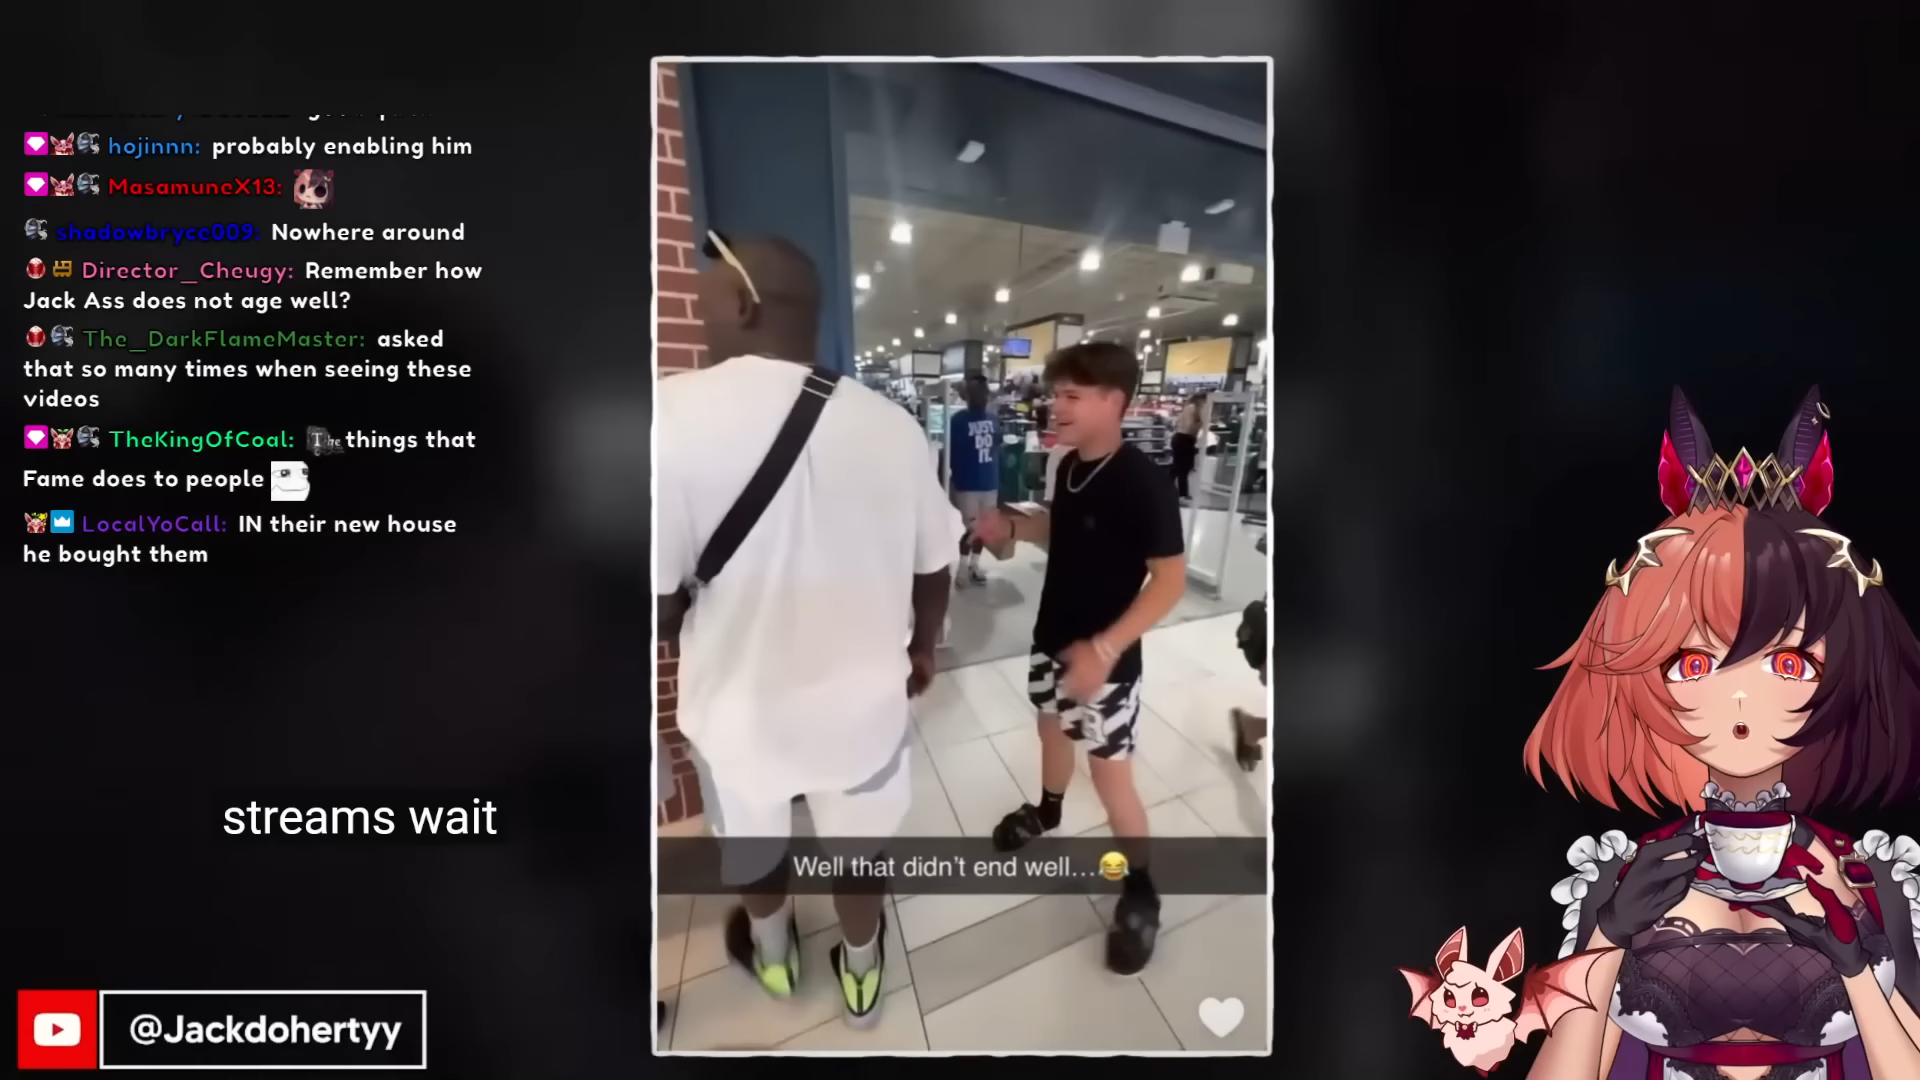 hojinnn: probably enabling him
MasamuneX13:
shadowbryce009: Nowhere around
Director_Cheugy: Remember how
Jack Ass does not age well?
The_DarkFlameMaster: asked
that so many times when seeing these
videos
TheKingOfCoal: The things that
Fame does to people
LocalYoCall: IN their new house
he bought them
JUST
DO
IT.
streams wait
Well that didn't end well...😂
@Jackdohertyy